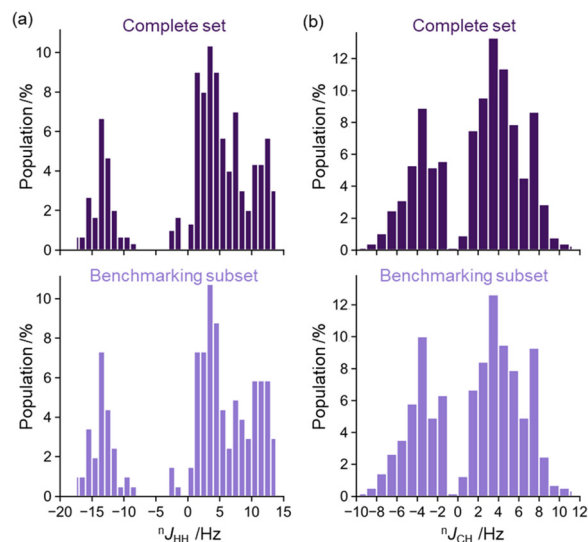 (a)
Complete set
Population /%
10
8
6
4
2
0
Benchmarking subset
Population /%
10
8
6
4
2
0
−20 −15 −10 −5 0 5 10 15
ⁿJHH /Hz
(b)
Complete set
Population /%
12
10
8
6
4
2
0
Benchmarking subset
Population /%
12
10
8
6
4
2
0
−10 −8 −6 −4 −2 0 2 4 6 8 10 12
ⁿJCH /Hz